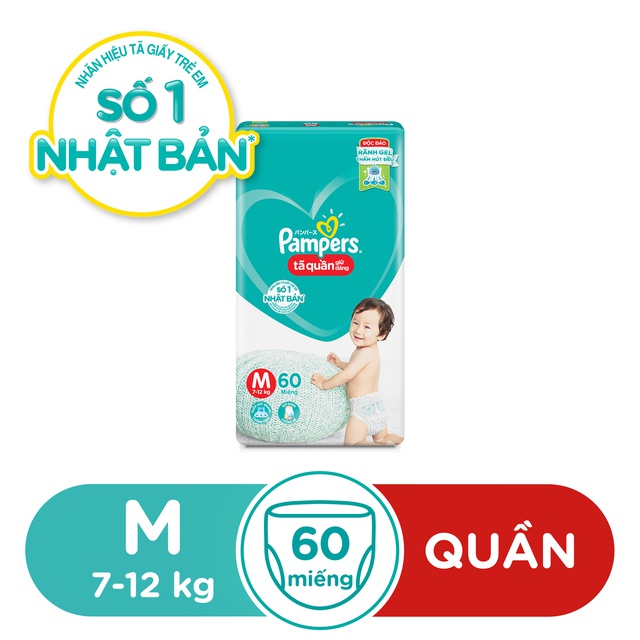 NHÃN HIỆU TÃ GIẤY TRẺ EM
SỐ 1
NHẬT BẢN*
ĐỘC ĐÁO
RÃNH GEL
THẤM HÚT ĐỀU
パンパース
Pampers.
tã quần giữ dáng
SỐ 1
NHẬT BẢN
M
7-12 kg
60
Miếng
M
7-12 kg
60
miếng
QUẦN